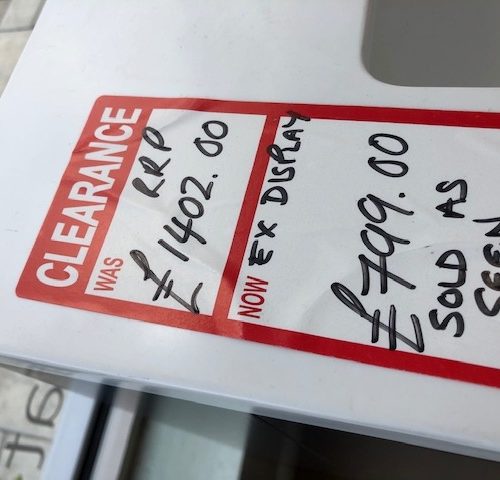 CLEARANCE
WAS RRP
£1402.00
NOW EX DISPLAY
£799.00
SOLD AS
SEEN